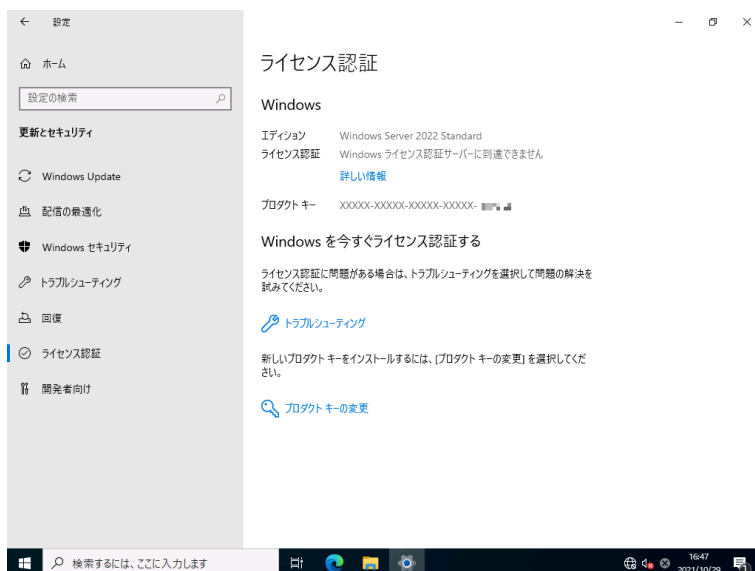 設定
ホーム
設定の検索
更新とセキュリティ
Windows Update
配信の最適化
Windows セキュリティ
トラブルシューティング
回復
ライセンス認証
開発者向け
ライセンス認証
Windows
エディション Windows Server 2022 Standard
ライセンス認証 Windows ライセンス認証サーバーに到達できません
詳しい情報
プロダクト キー XXXXX-XXXXX-XXXXX-XXXXX-
Windows を今すぐライセンス認証する
ライセンス認証に問題がある場合は、トラブルシューティングを選択して問題の解決を
試みてください。
トラブルシューティング
新しいプロダクト キーをインストールするには、[プロダクト キーの変更] を選択してくだ
さい。
プロダクト キーの変更
検索するには、ここに入力します
16:47
2021/10/29